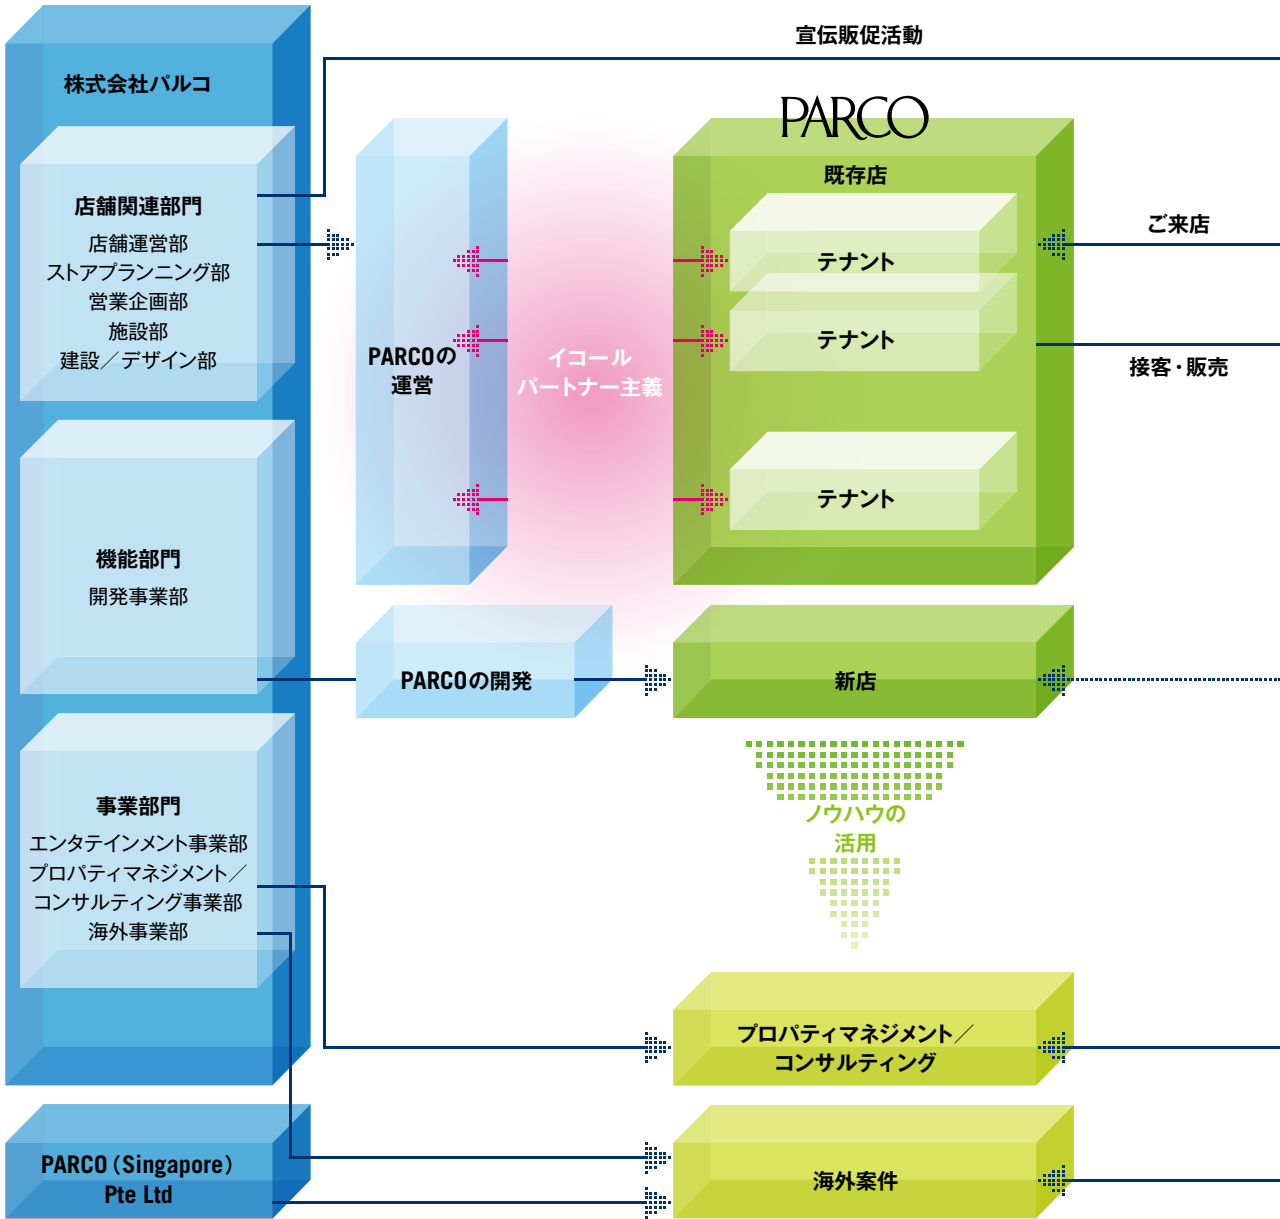 宣伝販促活動
株式会社パルコ
店舗関連部門
店舗運営部
ストアプランニング部
営業企画部
施設部
建設／デザイン部
機能部門
開発事業部
事業部門
エンタテインメント事業部
プロパティマネジメント／
コンサルティング事業部
海外事業部
PARCO（Singapore）
Pte Ltd
PARCOの
運営
イコール
パートナー主義
PARCO
既存店
テナント
テナント
テナント
ご来店
接客・販売
PARCOの開発
新店
ノウハウの
活用
プロパティマネジメント／
コンサルティング
海外案件